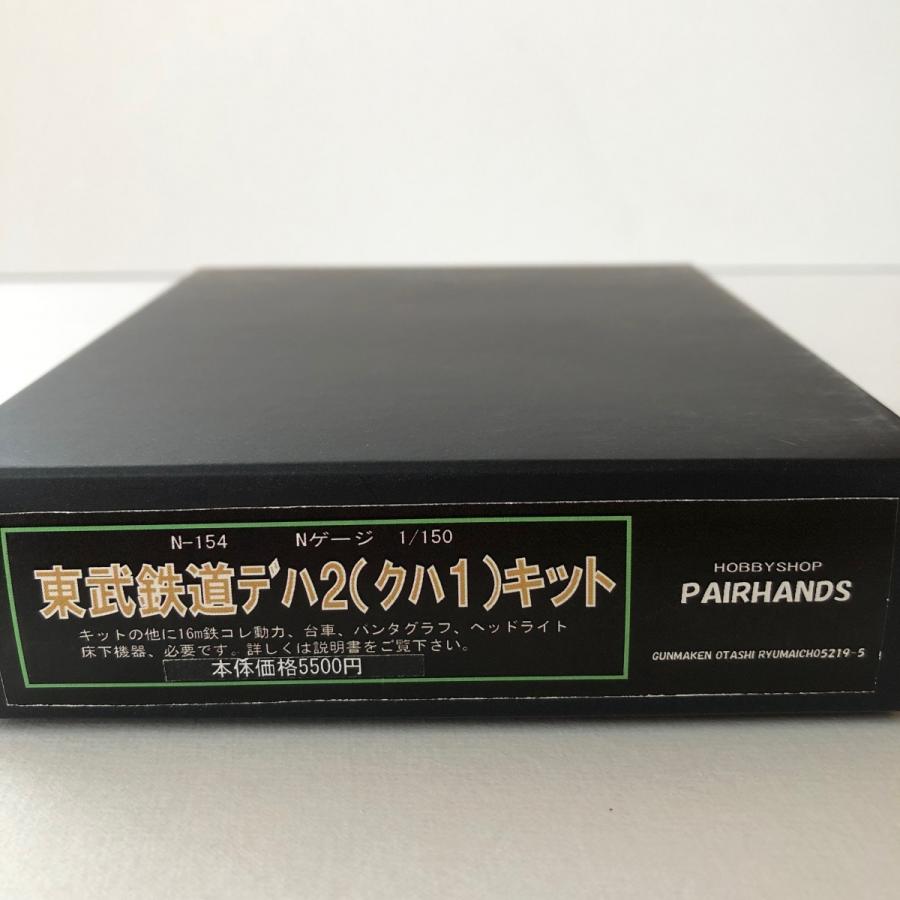 N-154 Nゲージ 1/150
東武鉄道デハ2(クハ1)キット
キットの他に16m鉄コレ動力、台車、パンタグラフ、ヘッドライト
床下機器、必要です。詳しくは説明書をご覧下さい。
本体価格5500円
HOBBYSHOP
PAIRHANDS
GUNMAKEN OTASHI RYUMAICHO5219-5